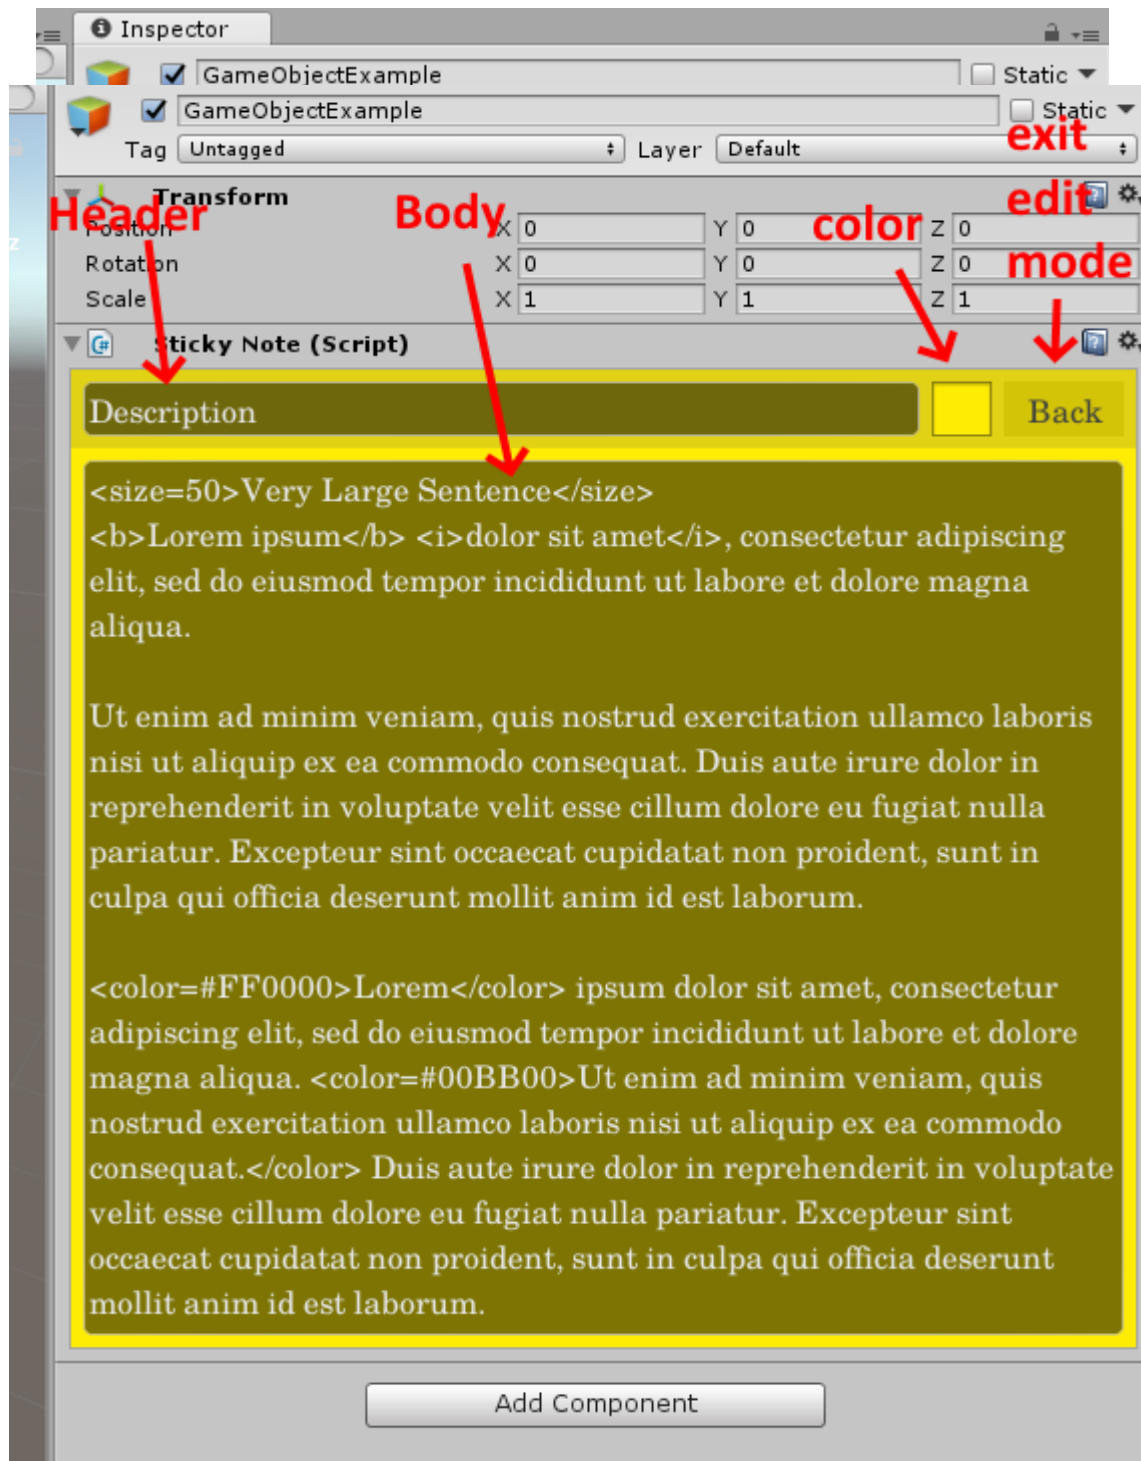 Inspector
GameObjectExample Static
GameObjectExample Static
Tag Untagged Layer Default
exit
Transform
edit
Header Body color
Position X 0 Y 0 Z 0
mode
Rotation X 0 Y 0 Z 0
Scale X 1 Y 1 Z 1
Sticky Note (Script)
Description Back
<size=50>Very Large Sentence</size>
<b>Lorem ipsum</b> <i>dolor sit amet</i>, consectetur adipiscing
elit, sed do eiusmod tempor incididunt ut labore et dolore magna
aliqua.
Ut enim ad minim veniam, quis nostrud exercitation ullamco laboris
nisi ut aliquip ex ea commodo consequat. Duis aute irure dolor in
reprehenderit in voluptate velit esse cillum dolore eu fugiat nulla
pariatur. Excepteur sint occaecat cupidatat non proident, sunt in
culpa qui officia deserunt mollit anim id est laborum.
<color=#FF0000>Lorem</color> ipsum dolor sit amet, consectetur
adipiscing elit, sed do eiusmod tempor incididunt ut labore et dolore
magna aliqua. <color=#00BB00>Ut enim ad minim veniam, quis
nostrud exercitation ullamco laboris nisi ut aliquip ex ea commodo
consequat.</color> Duis aute irure dolor in reprehenderit in voluptate
velit esse cillum dolore eu fugiat nulla pariatur. Excepteur sint
occaecat cupidatat non proident, sunt in culpa qui officia deserunt
mollit anim id est laborum.
Add Component